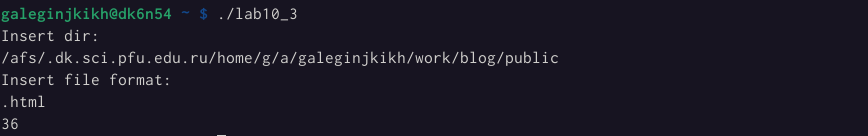 galeginjkikh@dk6n54 ~ $ ./lab10_3
Insert dir:
/afs/.dk.sci.pfu.edu.ru/home/g/a/galeginjkikh/work/blog/public
Insert file format:
.html
36